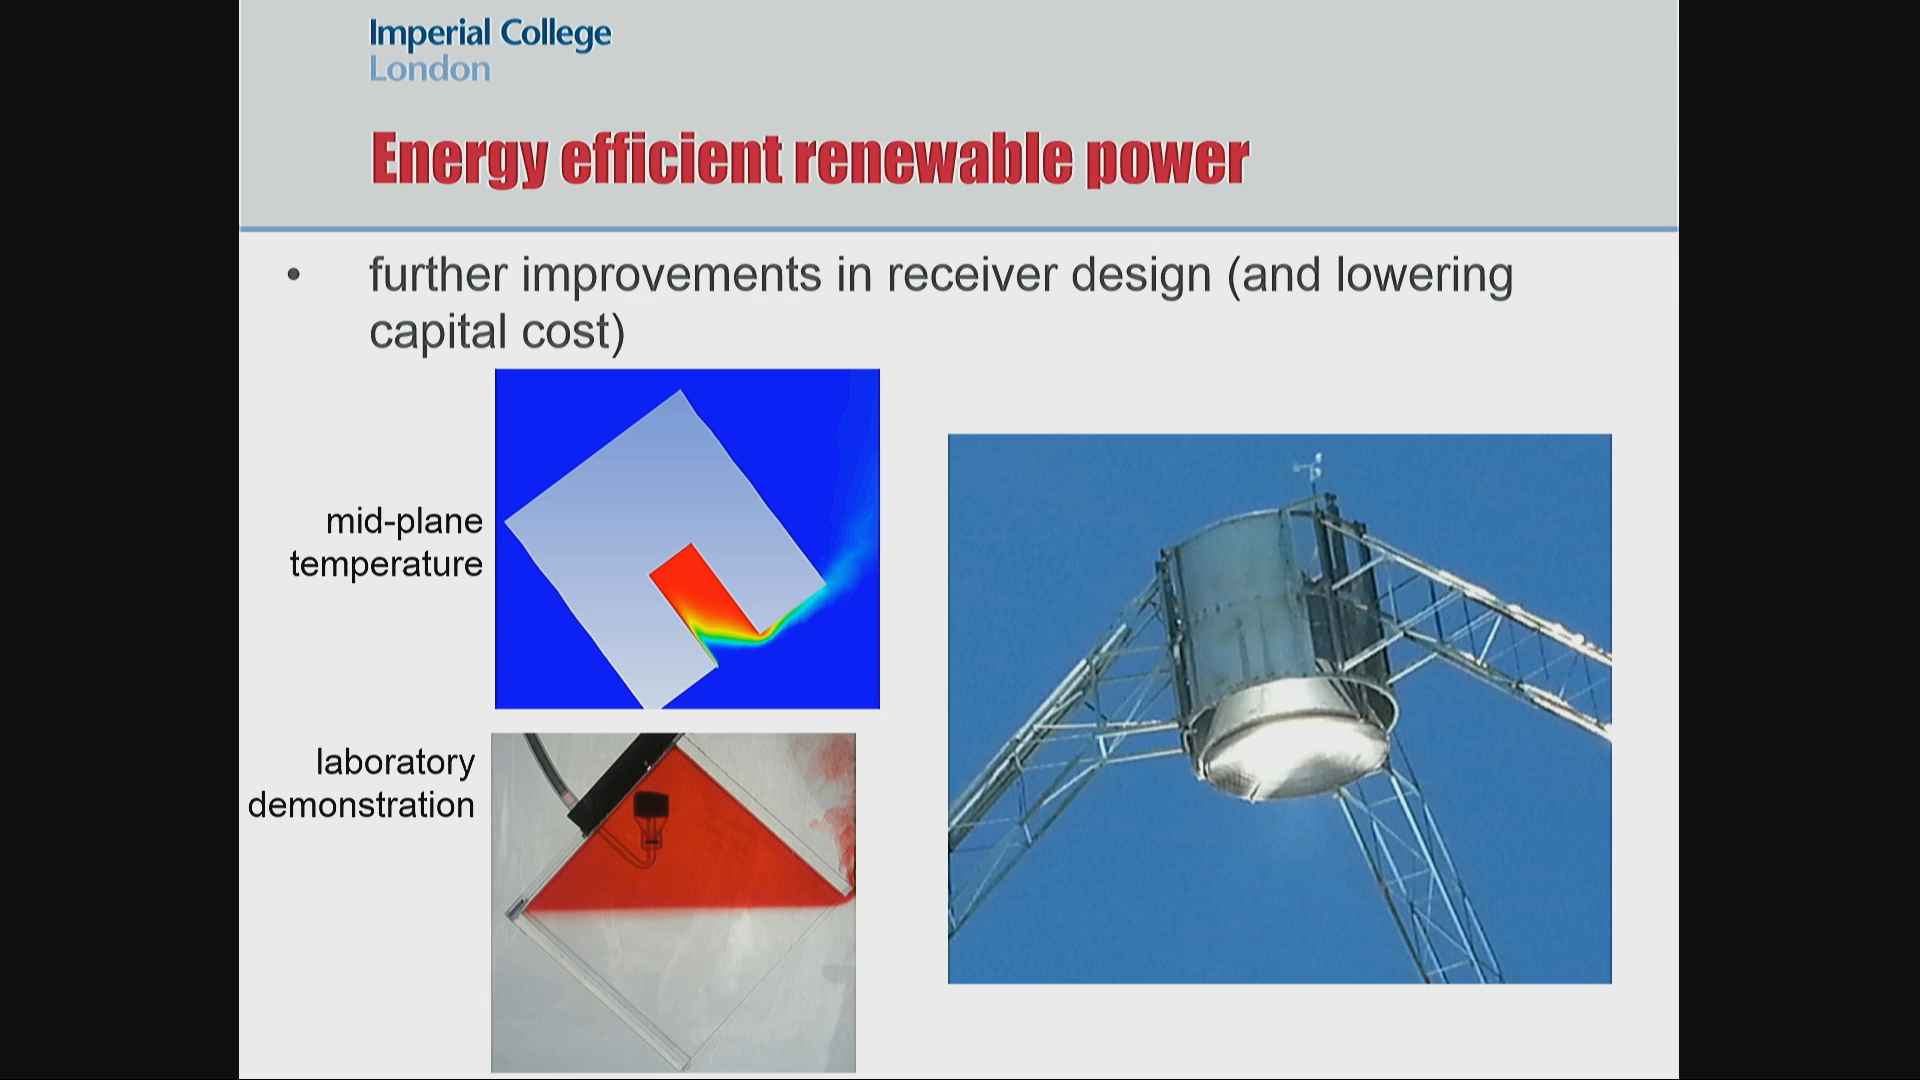 Imperial College
London
Energy efficient renewable power
• further improvements in receiver design (and lowering
capital cost)
mid-plane
temperature
laboratory
demonstration